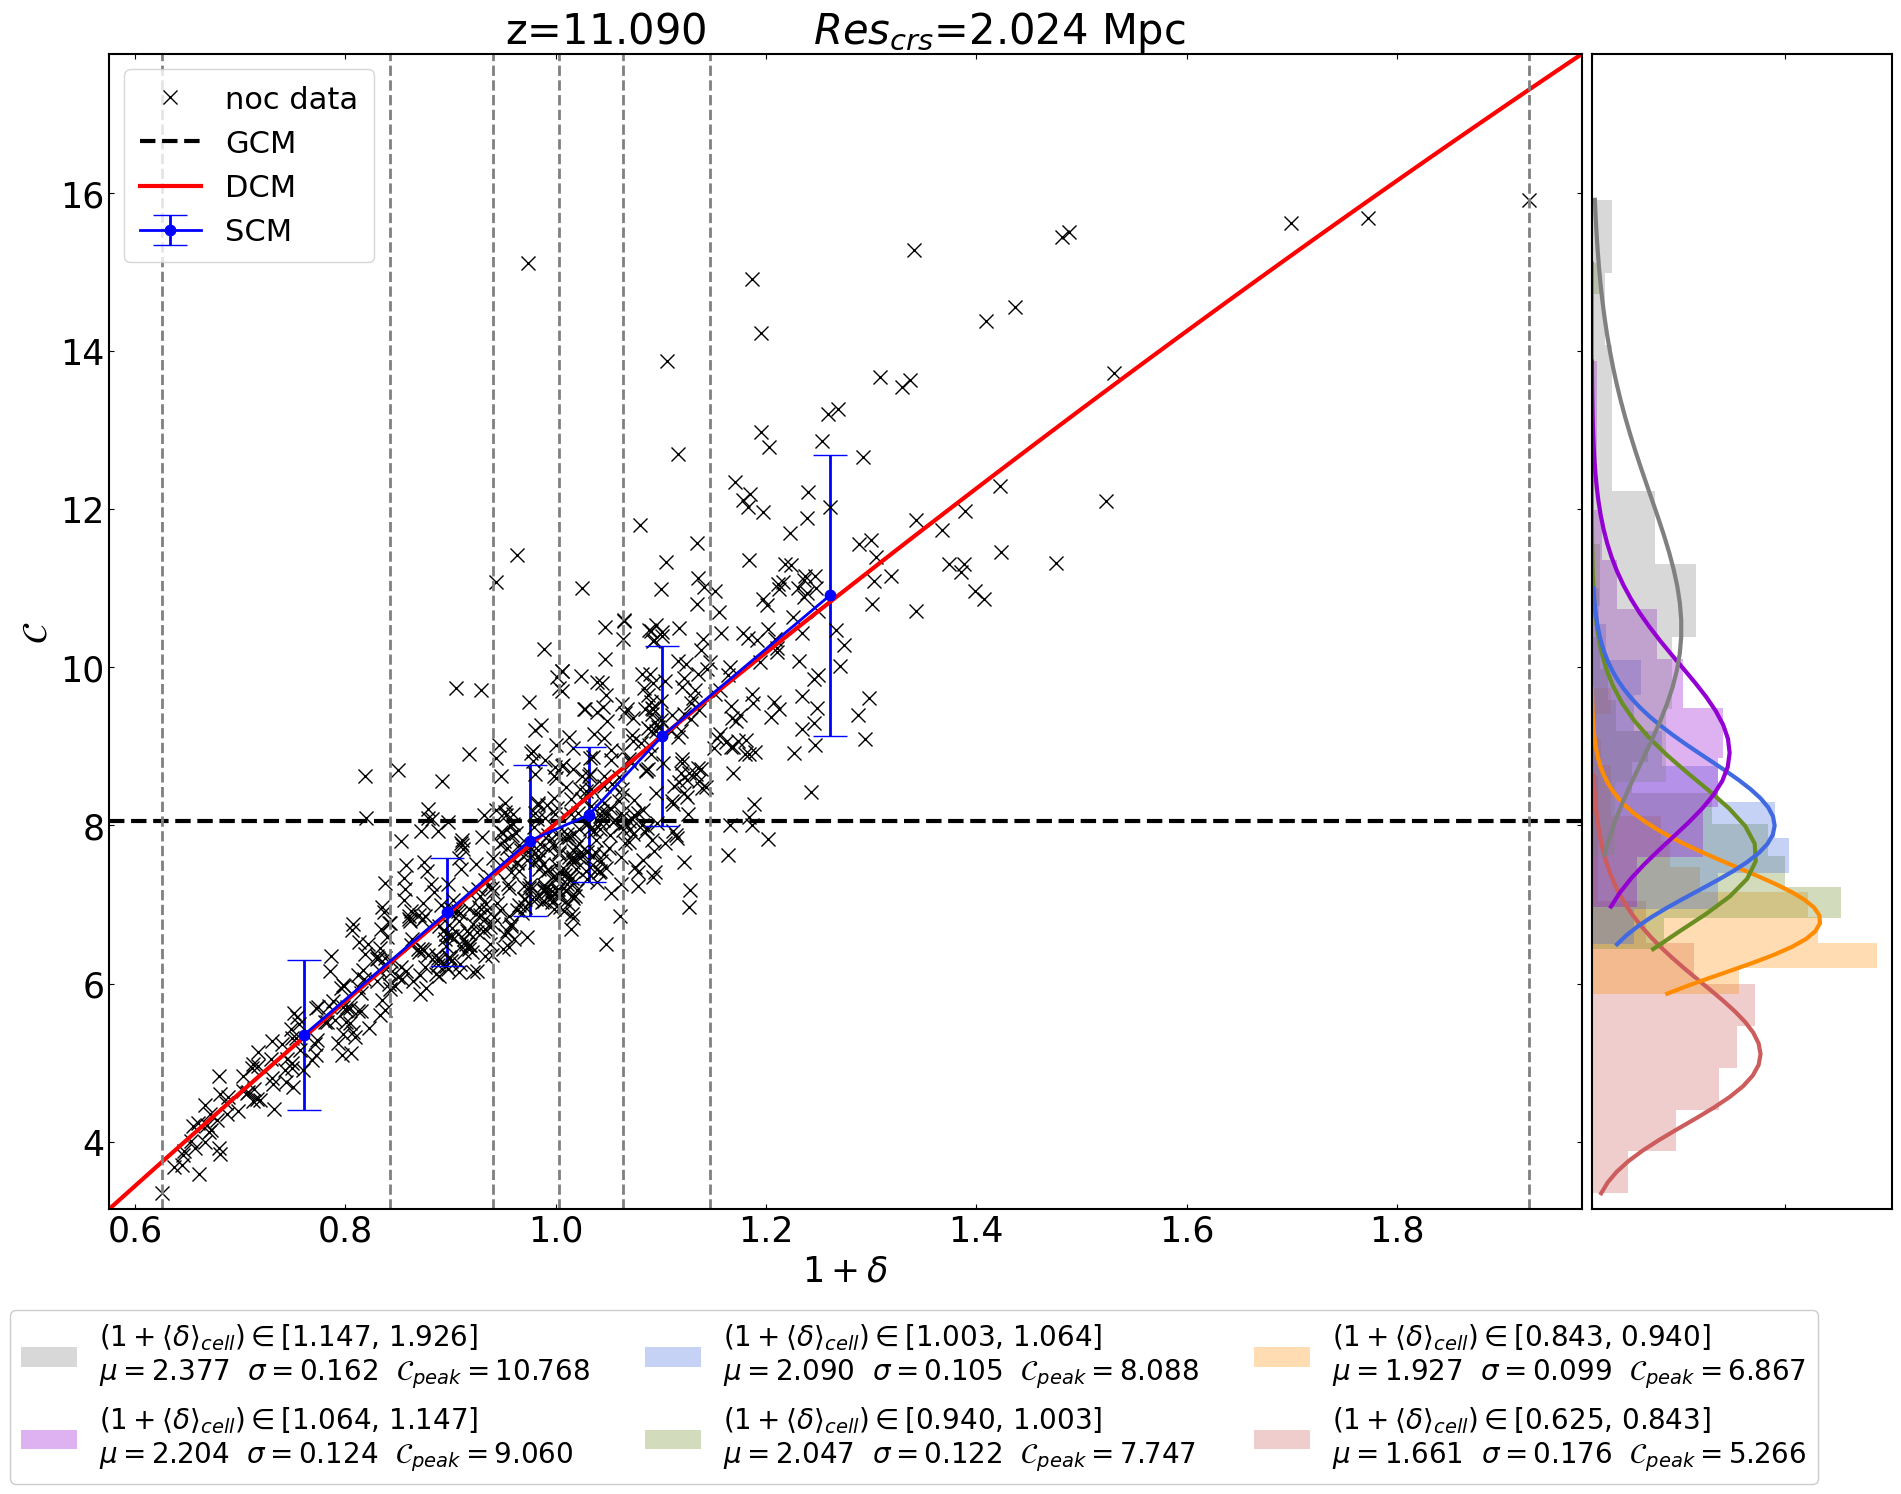 z=11.090 Res_crs=2.024 Mpc
noc data
GCM
DCM
SCM
16
14
12
10
8
6
4
𝒞
0.6 0.8 1.0 1.2 1.4 1.6 1.8
1 + δ
(1 + ⟨δ⟩_cell) ∈ [1.147, 1.926]
μ = 2.377 σ = 0.162 𝒞_peak = 10.768
(1 + ⟨δ⟩_cell) ∈ [1.064, 1.147]
μ = 2.204 σ = 0.124 𝒞_peak = 9.060
(1 + ⟨δ⟩_cell) ∈ [1.003, 1.064]
μ = 2.090 σ = 0.105 𝒞_peak = 8.088
(1 + ⟨δ⟩_cell) ∈ [0.940, 1.003]
μ = 2.047 σ = 0.122 𝒞_peak = 7.747
(1 + ⟨δ⟩_cell) ∈ [0.843, 0.940]
μ = 1.927 σ = 0.099 𝒞_peak = 6.867
(1 + ⟨δ⟩_cell) ∈ [0.625, 0.843]
μ = 1.661 σ = 0.176 𝒞_peak = 5.266